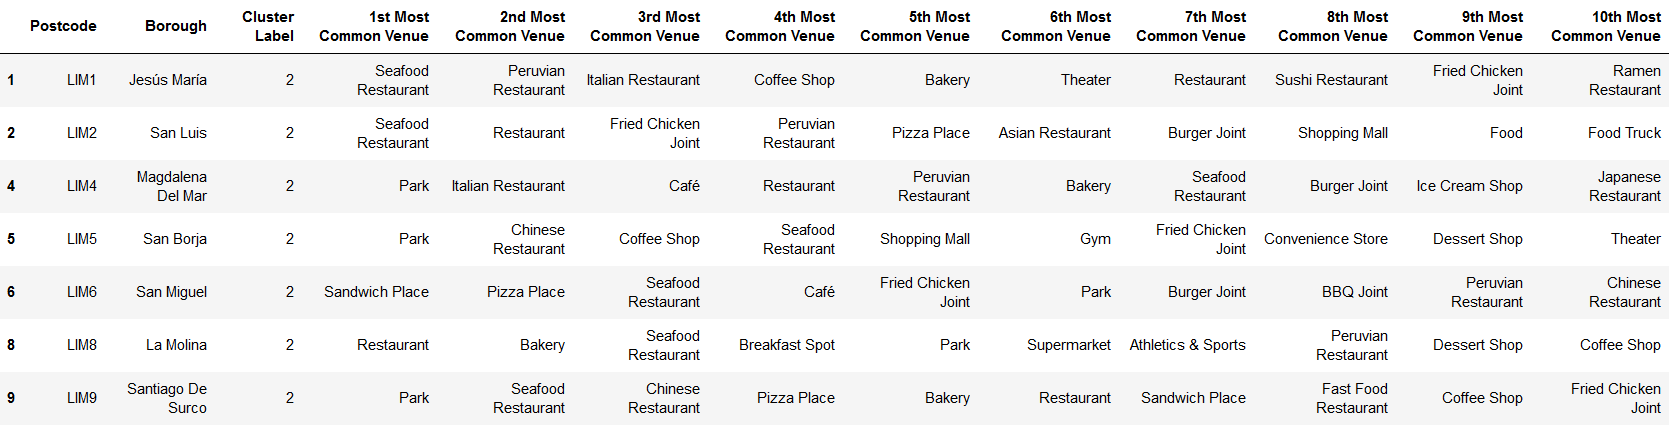 Postcode Borough Cluster Label 1st Most Common Venue 2nd Most Common Venue 3rd Most Common Venue 4th Most Common Venue 5th Most Common Venue 6th Most Common Venue 7th Most Common Venue 8th Most Common Venue 9th Most Common Venue 10th Most Common Venue
1 LIM1 Jesús María 2 Seafood Restaurant Peruvian Restaurant Italian Restaurant Coffee Shop Bakery Theater Restaurant Sushi Restaurant Fried Chicken Joint Ramen Restaurant
2 LIM2 San Luis 2 Seafood Restaurant Restaurant Fried Chicken Joint Peruvian Restaurant Pizza Place Asian Restaurant Burger Joint Shopping Mall Food Food Truck
4 LIM4 Magdalena Del Mar 2 Park Italian Restaurant Café Restaurant Peruvian Restaurant Bakery Seafood Restaurant Burger Joint Ice Cream Shop Japanese Restaurant
5 LIM5 San Borja 2 Park Chinese Restaurant Coffee Shop Seafood Restaurant Shopping Mall Gym Fried Chicken Joint Convenience Store Dessert Shop Theater
6 LIM6 San Miguel 2 Sandwich Place Pizza Place Seafood Restaurant Café Fried Chicken Joint Park Burger Joint BBQ Joint Peruvian Restaurant Chinese Restaurant
8 LIM8 La Molina 2 Restaurant Bakery Seafood Restaurant Breakfast Spot Park Supermarket Athletics & Sports Peruvian Restaurant Dessert Shop Coffee Shop
9 LIM9 Santiago De Surco 2 Park Seafood Restaurant Chinese Restaurant Pizza Place Bakery Restaurant Sandwich Place Fast Food Restaurant Coffee Shop Fried Chicken Joint